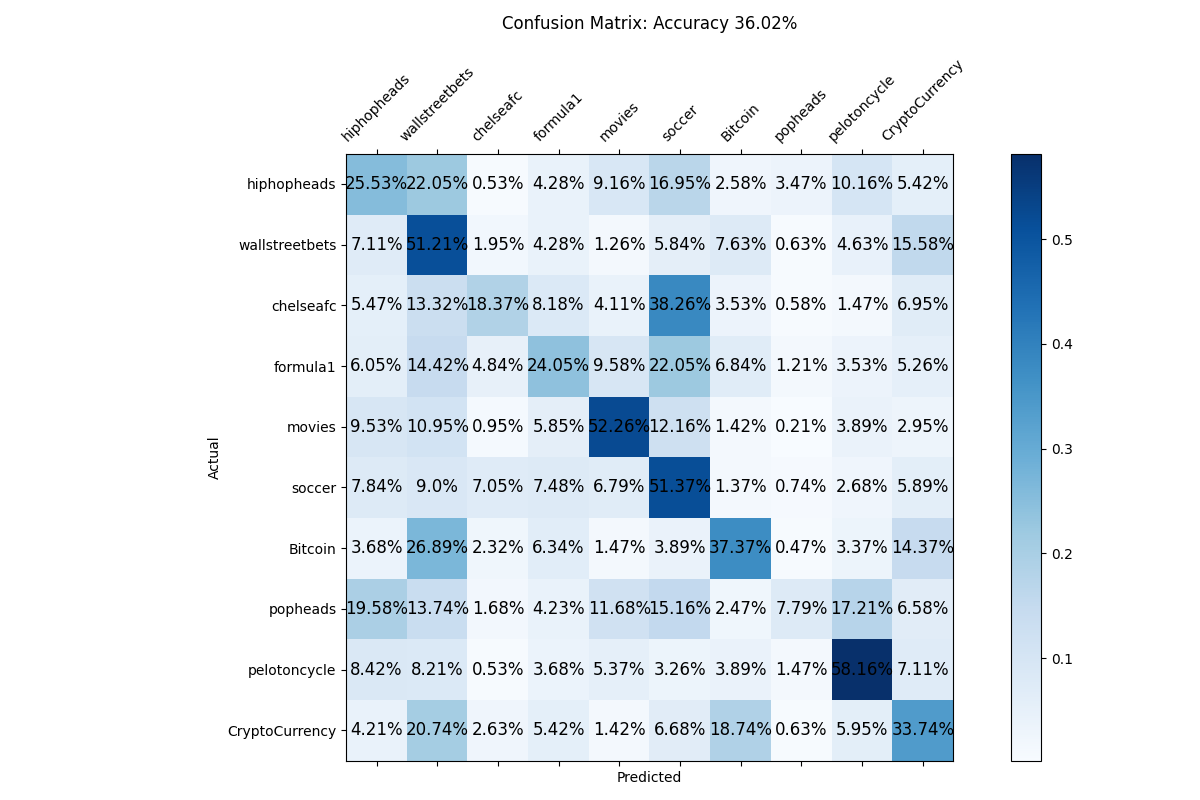 Confusion Matrix: Accuracy 36.02%
hiphopheads wallstreetbets chelseafc formula1 movies soccer Bitcoin popheads pelotoncycle CryptoCurrency
hiphopheads 25.53% 22.05% 0.53% 4.28% 9.16% 16.95% 2.58% 3.47% 10.16% 5.42%
wallstreetbets 7.11% 51.21% 1.95% 4.28% 1.26% 5.84% 7.63% 0.63% 4.63% 15.58%
chelseafc 5.47% 13.32% 18.37% 8.18% 4.11% 38.26% 3.53% 0.58% 1.47% 6.95%
formula1 6.05% 14.42% 4.84% 24.05% 9.58% 22.05% 6.84% 1.21% 3.53% 5.26%
movies 9.53% 10.95% 0.95% 5.85% 52.26% 12.16% 1.42% 0.21% 3.89% 2.95%
soccer 7.84% 9.0% 7.05% 7.48% 6.79% 51.37% 1.37% 0.74% 2.68% 5.89%
Bitcoin 3.68% 26.89% 2.32% 6.34% 1.47% 3.89% 37.37% 0.47% 3.37% 14.37%
popheads 19.58% 13.74% 1.68% 4.23% 11.68% 15.16% 2.47% 7.79% 17.21% 6.58%
pelotoncycle 8.42% 8.21% 0.53% 3.68% 5.37% 3.26% 3.89% 1.47% 58.16% 7.11%
CryptoCurrency 4.21% 20.74% 2.63% 5.42% 1.42% 6.68% 18.74% 0.63% 5.95% 33.74%
Actual
Predicted
0.5
0.4
0.3
0.2
0.1